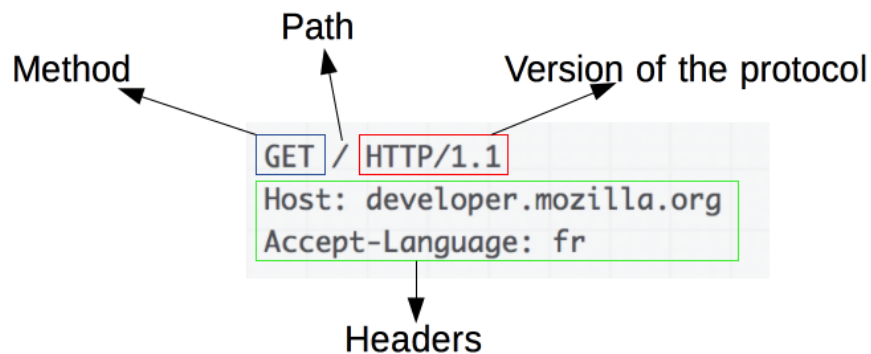 Path
Method
Version of the protocol
GET / HTTP/1.1
Host: developer.mozilla.org
Accept-Language: fr
Headers